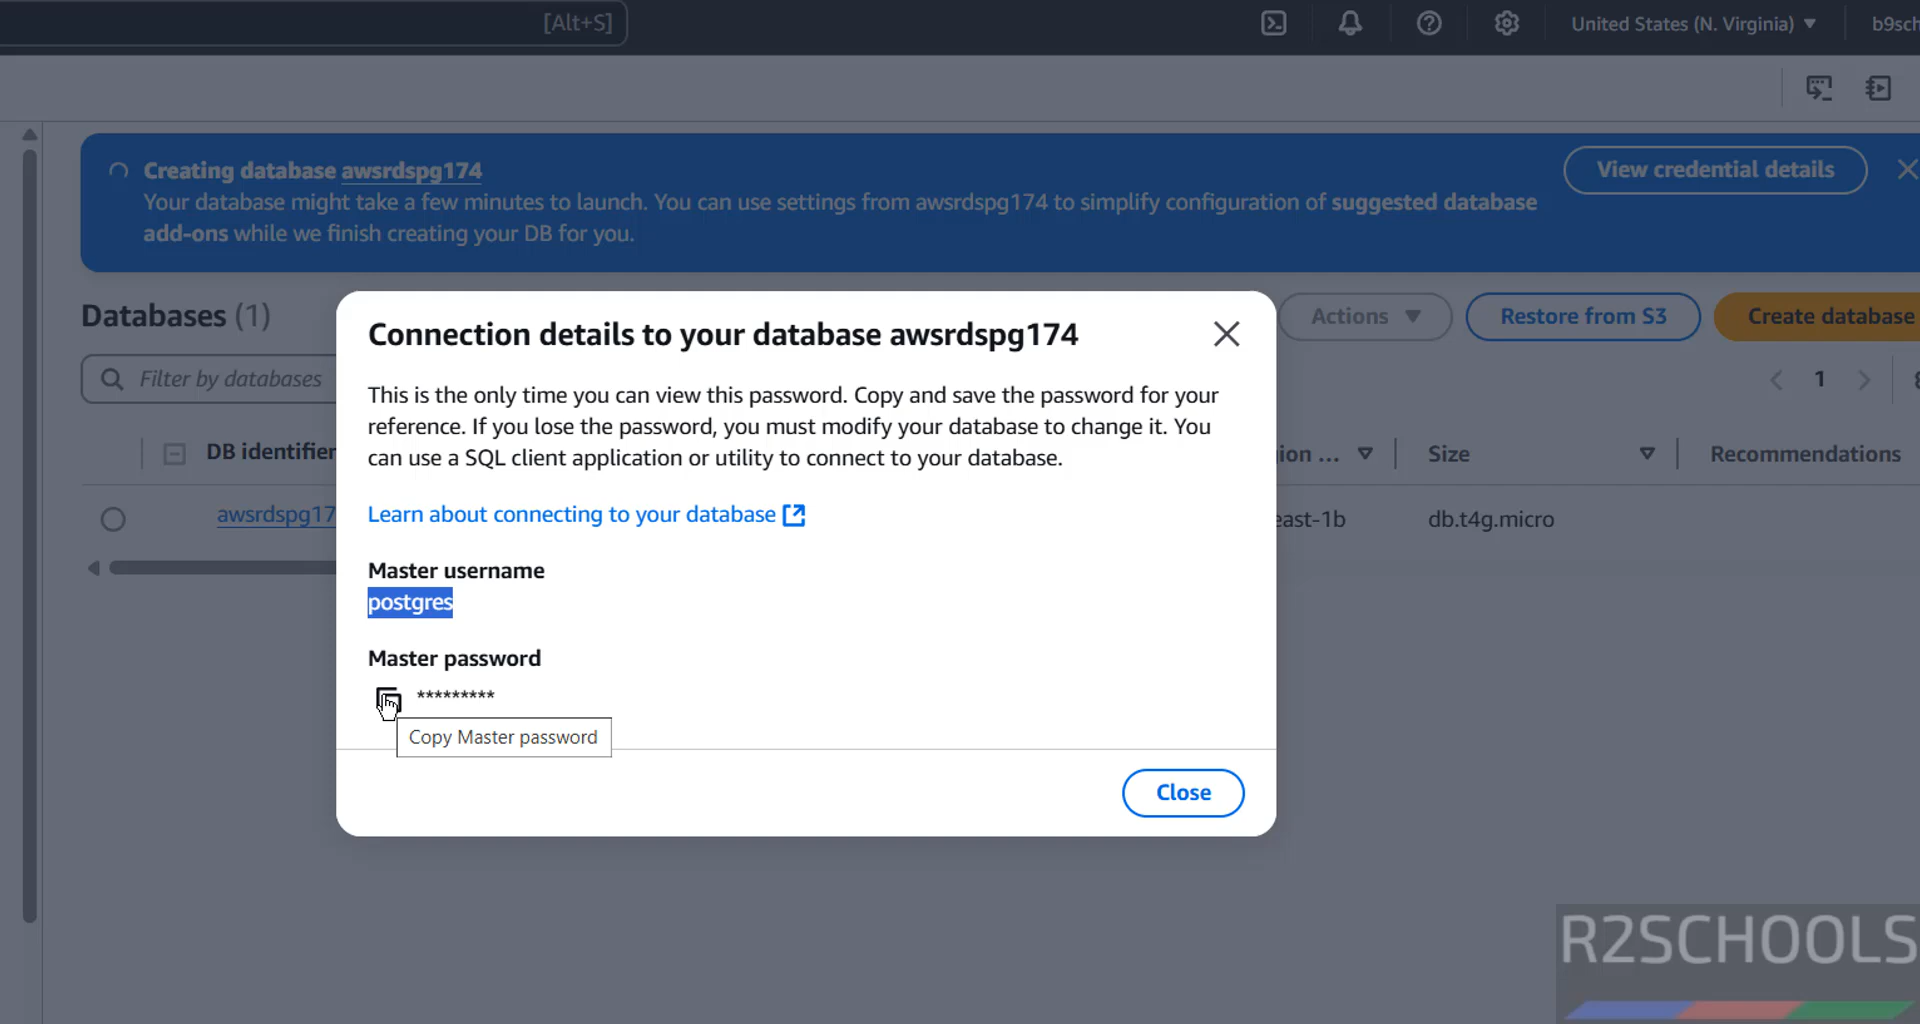 [Alt+S]
United States (N. Virginia)
b9sch
Creating database awsrdspg174
View credential details
Your database might take a few minutes to launch. You can use settings from awsrdspg174 to simplify configuration of suggested database
add-ons while we finish creating your DB for you.
Databases (1)
Actions
Restore from S3
Create database
Filter by databases
1
DB identifier
ion ...
Size
Recommendations
awsrdspg17
east-1b
db.t4g.micro
Connection details to your database awsrdspg174
This is the only time you can view this password. Copy and save the password for your
reference. If you lose the password, you must modify your database to change it. You
can use a SQL client application or utility to connect to your database.
Learn about connecting to your database
Master username
postgres
Master password
*********
Copy Master password
Close
R2SCHOOLS